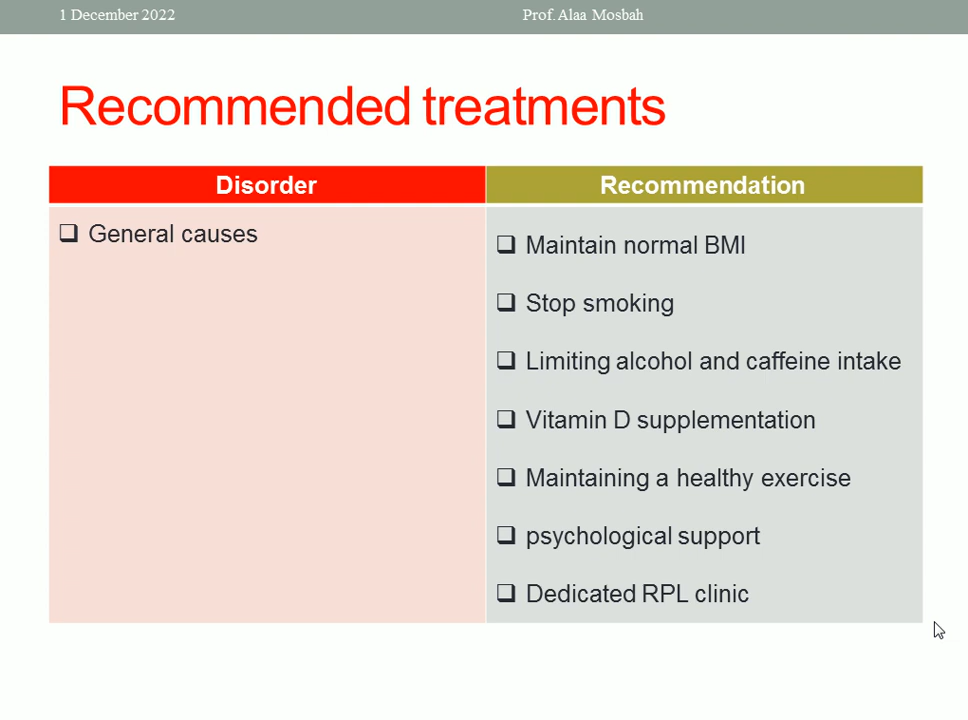 1 December 2022
Prof. Alaa Mosbah
Recommended treatments
Disorder
Recommendation
General causes
Maintain normal BMI
Stop smoking
Limiting alcohol and caffeine intake
Vitamin D supplementation
Maintaining a healthy exercise
psychological support
Dedicated RPL clinic